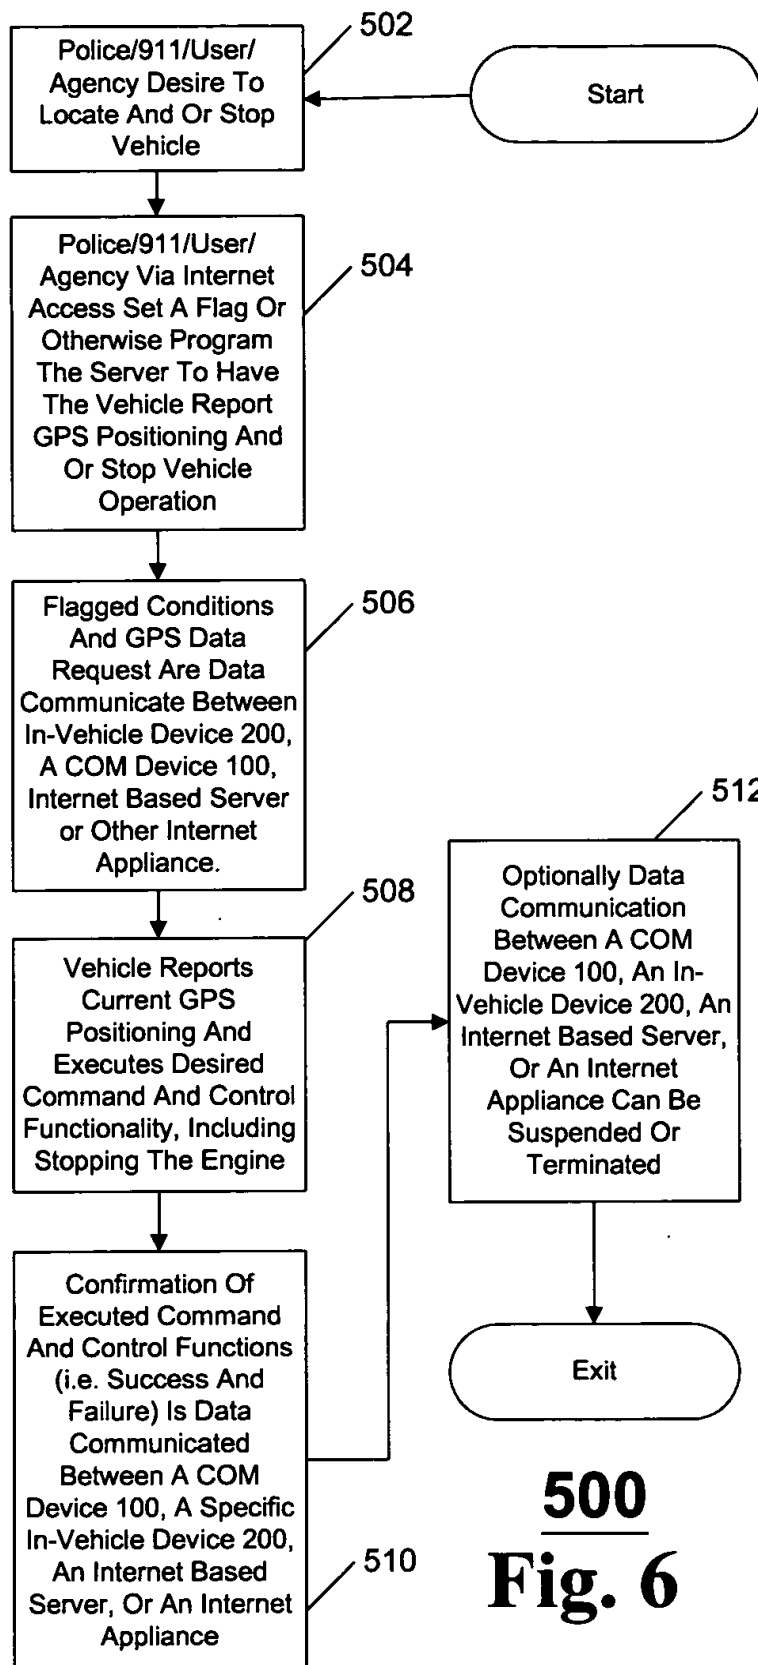 502
Police/911/User/
Agency Desire To
Locate And Or Stop
Vehicle
Start
504
Police/911/User/
Agency Via Internet
Access Set A Flag Or
Otherwise Program
The Server To Have
The Vehicle Report
GPS Positioning And
Or Stop Vehicle
Operation
506
Flagged Conditions
And GPS Data
Request Are Data
Communicate Between
In-Vehicle Device 200,
A COM Device 100,
Internet Based Server
or Other Internet
Appliance.
508
Vehicle Reports
Current GPS
Positioning And
Executes Desired
Command And Control
Functionality, Including
Stopping The Engine
510
Confirmation Of
Executed Command
And Control Functions
(i.e. Success And
Failure) Is Data
Communicated
Between A COM
Device 100, A Specific
In-Vehicle Device 200,
An Internet Based
Server, Or An Internet
Appliance
512
Optionally Data
Communication
Between A COM
Device 100, An In-
Vehicle Device 200, An
Internet Based Server,
Or An Internet
Appliance Can Be
Suspended Or
Terminated
Exit
500
Fig. 6